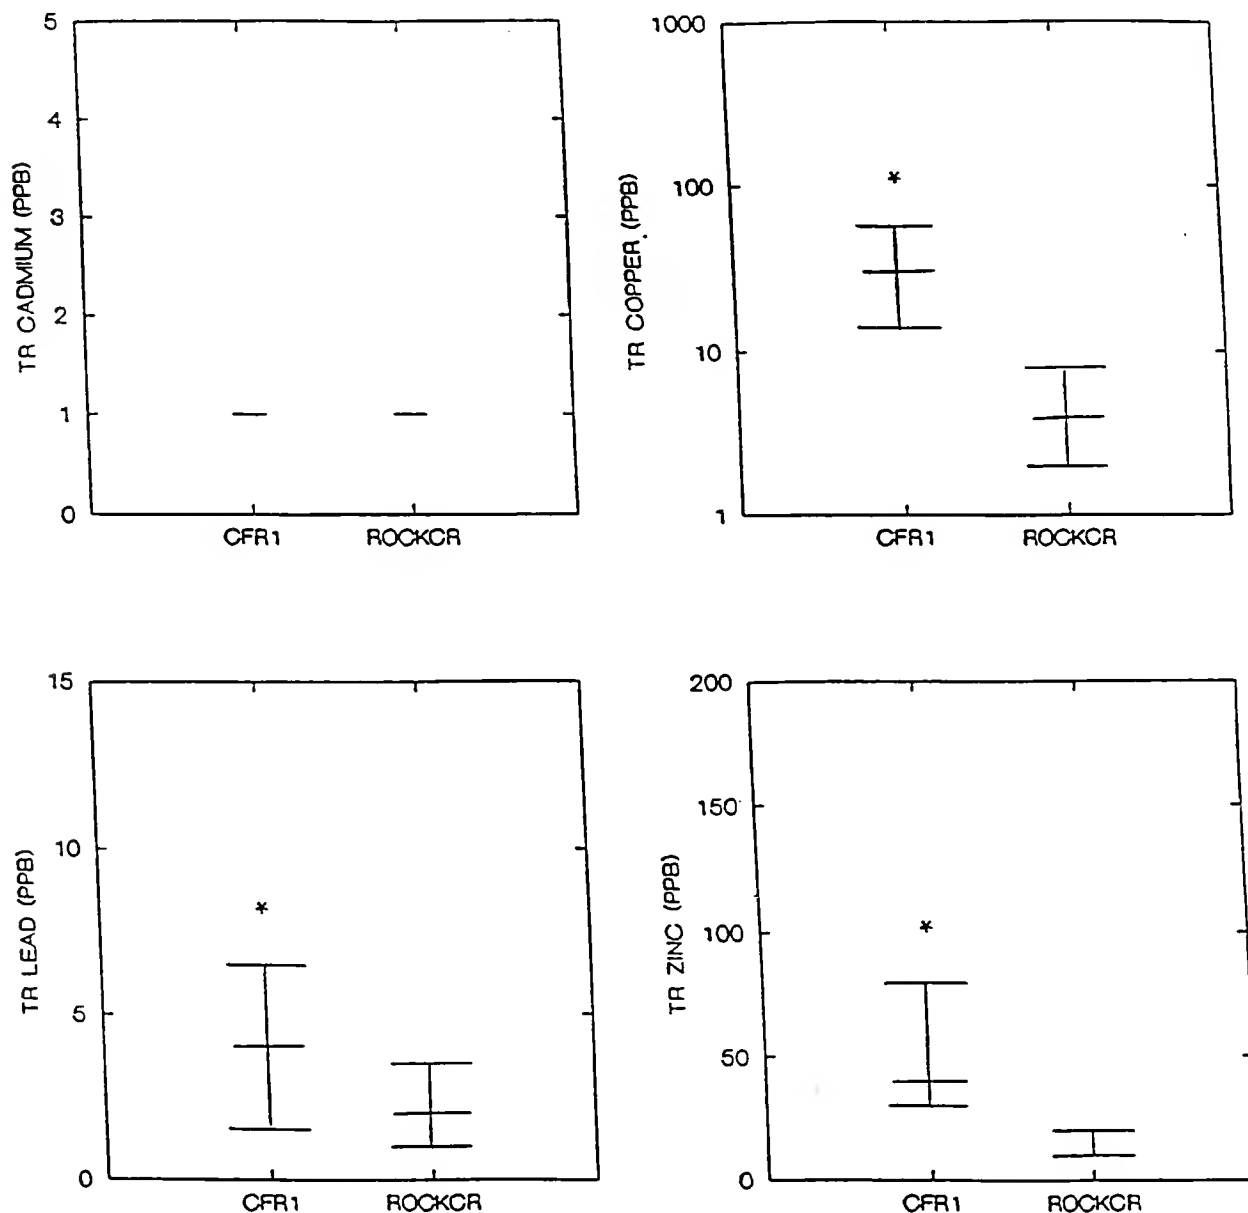 TR CADMIUM (PPB)
5
4
3
2
1
0
CFR1 ROCKCR
TR COPPER, (PPB)
1000
100
*
10
1
CFR1 ROCKCR
TR LEAD (PPB)
15
10
*
5
0
CFR1 ROCKCR
TR ZINC (PPB)
200
150
100
*
50
0
CFR1 ROCKCR